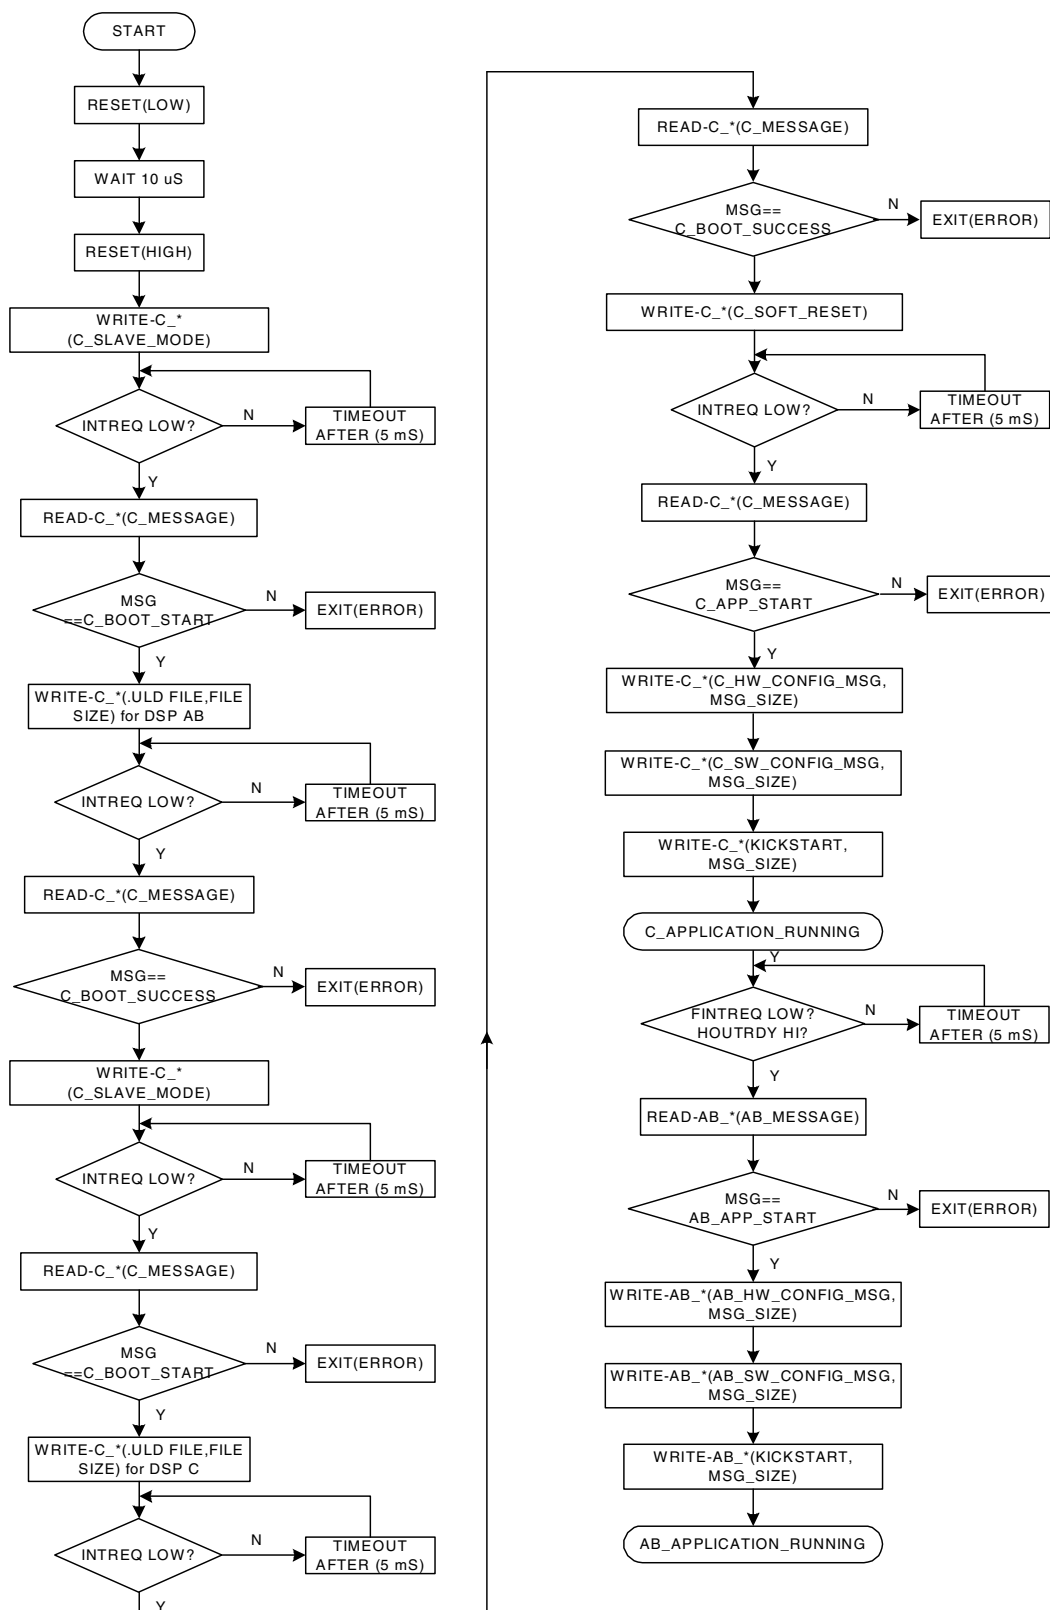 START
RESET(LOW)
WAIT 10 uS
RESET(HIGH)
WRITE-C_*
(C_SLAVE_MODE)
INTREQ LOW?
N
TIMEOUT
AFTER (5 mS)
Y
READ-C_*(C_MESSAGE)
MSG
==C_BOOT_START
N
EXIT(ERROR)
Y
WRITE-C_*(.ULD FILE,FILE
SIZE) for DSP AB
INTREQ LOW?
N
TIMEOUT
AFTER (5 mS)
Y
READ-C_*(C_MESSAGE)
MSG==
C_BOOT_SUCCESS
N
EXIT(ERROR)
WRITE-C_*
(C_SLAVE_MODE)
INTREQ LOW?
N
TIMEOUT
AFTER (5 mS)
Y
READ-C_*(C_MESSAGE)
MSG
==C_BOOT_START
N
EXIT(ERROR)
Y
WRITE-C_*(.ULD FILE,FILE
SIZE) for DSP C
INTREQ LOW?
N
TIMEOUT
AFTER (5 mS)
Y
READ-C_*(C_MESSAGE)
MSG==
C_BOOT_SUCCESS
N
EXIT(ERROR)
WRITE-C_*(C_SOFT_RESET)
INTREQ LOW?
N
TIMEOUT
AFTER (5 mS)
Y
READ-C_*(C_MESSAGE)
MSG==
C_APP_START
N
EXIT(ERROR)
Y
WRITE-C_*(C_HW_CONFIG_MSG,
MSG_SIZE)
WRITE-C_*(C_SW_CONFIG_MSG,
MSG_SIZE)
WRITE-C_*(KICKSTART,
MSG_SIZE)
C_APPLICATION_RUNNING
Y
FINTREQ LOW?
HOUTRDY HI?
N
TIMEOUT
AFTER (5 mS)
Y
READ-AB_*(AB_MESSAGE)
MSG==
AB_APP_START
N
EXIT(ERROR)
Y
WRITE-AB_*(AB_HW_CONFIG_MSG,
MSG_SIZE)
WRITE-AB_*(AB_SW_CONFIG_MSG,
MSG_SIZE)
WRITE-AB_*(KICKSTART,
MSG_SIZE)
AB_APPLICATION_RUNNING